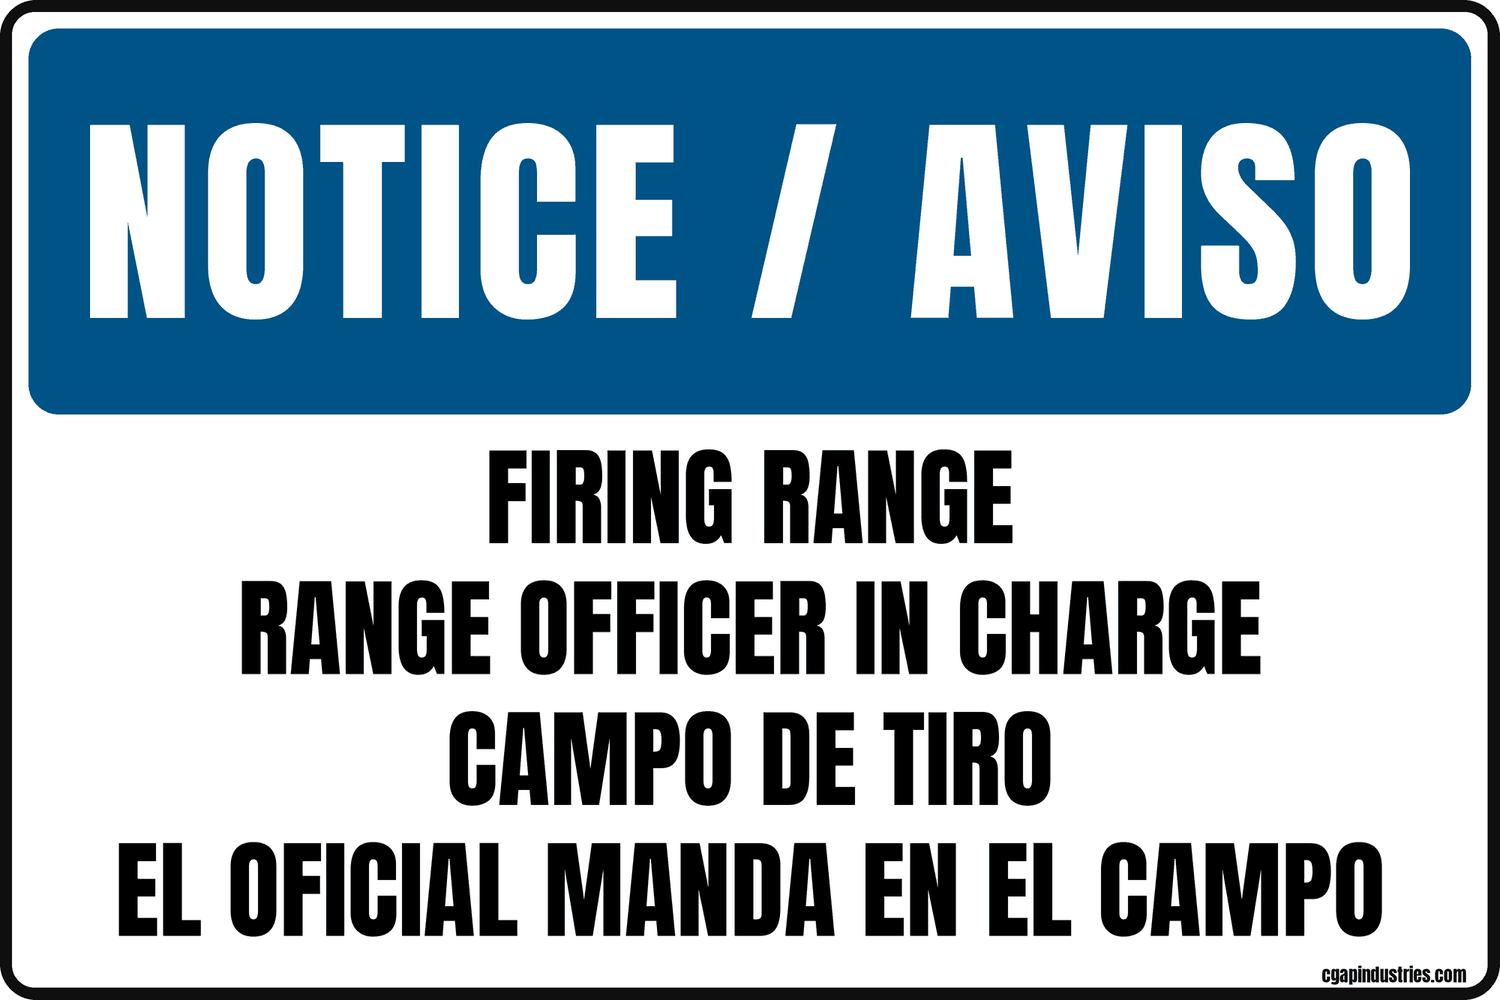 NOTICE / AVISO
FIRING RANGE
RANGE OFFICER IN CHARGE
CAMPO DE TIRO
EL OFICIAL MANDA EN EL CAMPO
cgapindustries.com